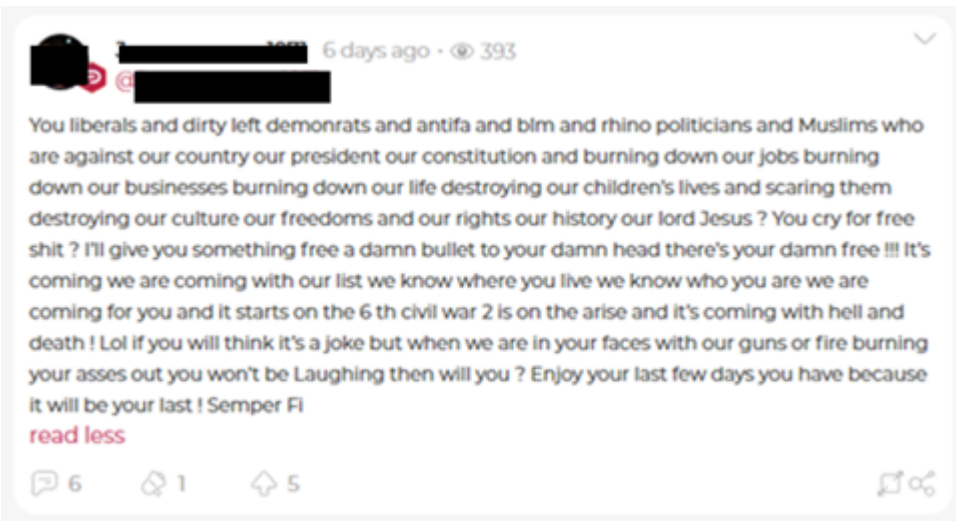 6 days ago · 393
@
You liberals and dirty left demonrats and antifa and blm and rhino politicians and Muslims who
are against our country our president our constitution and burning down our jobs burning
down our businesses burning down our life destroying our children's lives and scaring them
destroying our culture our freedoms and our rights our history our lord Jesus ? You cry for free
shit ? I'll give you something free a damn bullet to your damn head there's your damn free !!! It's
coming we are coming with our list we know where you live we know who you are we are
coming for you and it starts on the 6 th civil war 2 is on the arise and it's coming with hell and
death ! Lol if you will think it's a joke but when we are in your faces with our guns or fire burning
your asses out you won't be Laughing then will you ? Enjoy your last few days you have because
it will be your last ! Semper Fi
read less
6 1 5